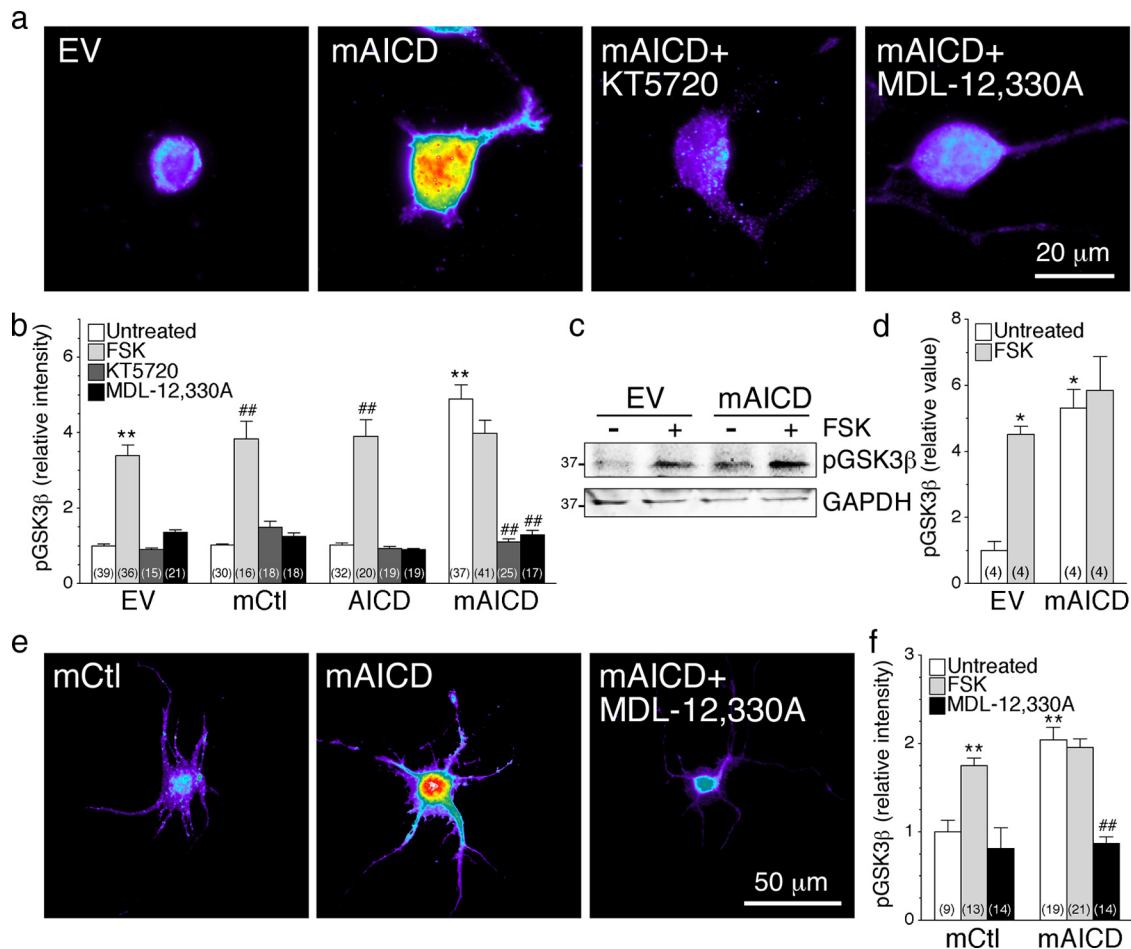 a
EV
mAICD
mAICD+
KT5720
mAICD+
MDL-12,330A
20 μm
b
pGSK3β (relative intensity)
6
4
2
0
Untreated
FSK
KT5720
MDL-12,330A
**
##
##
**
##
##
(39)
(36)
(15)
(21)
(30)
(16)
(18)
(18)
(32)
(20)
(19)
(19)
(37)
(41)
(25)
(17)
EV
mCtl
AICD
mAICD
c
EV
mAICD
- + - + FSK
37
pGSK3β
37
GAPDH
d
pGSK3β (relative value)
8
6
4
2
0
Untreated
FSK
*
*
(4)
(4)
(4)
(4)
EV
mAICD
e
mCtl
mAICD
mAICD+
MDL-12,330A
50 μm
f
pGSK3β (relative intensity)
3
2
1
0
Untreated
FSK
MDL-12,330A
**
**
##
(9)
(13)
(14)
(19)
(21)
(14)
mCtl
mAICD